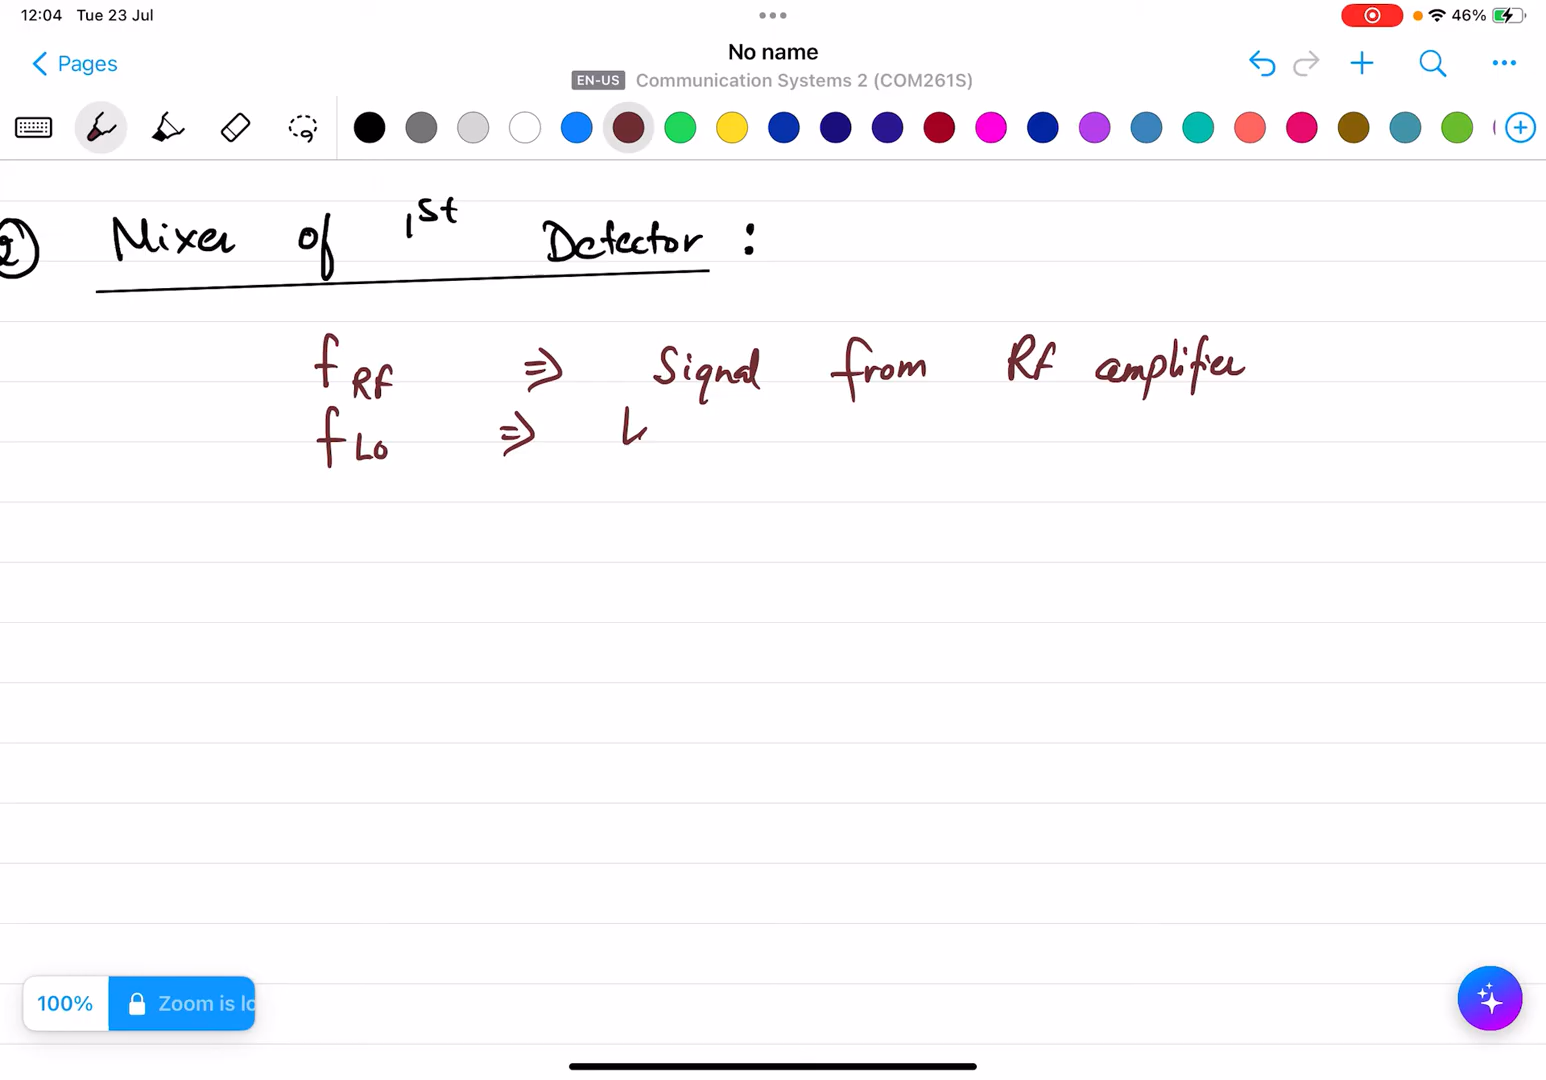 12:04 Tue 23 Jul
46%
Pages
No name
EN-US Communication Systems 2 (COM261S)
② Mixer of 1st Detector :
fRf ⇒ Signal from Rf amplifier
fLo ⇒ L
100% Zoom is lo